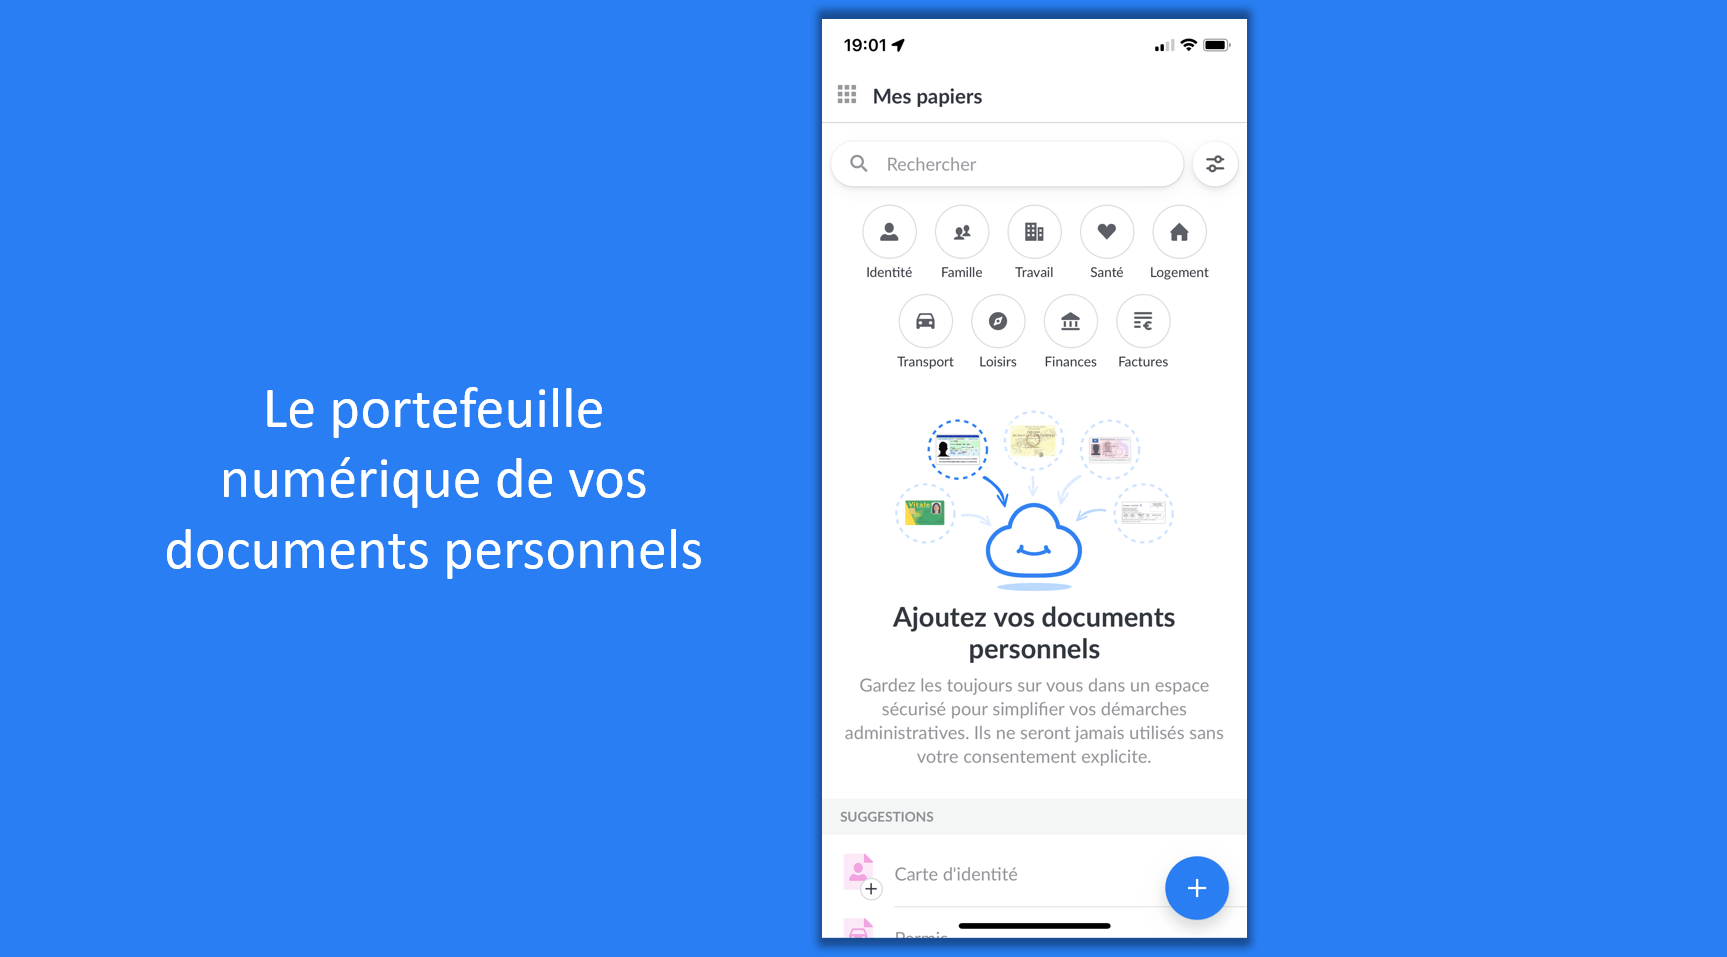 Le portefeuille
numérique de vos
documents personnels
19:01
Mes papiers
Rechercher
Identité
Famille
Travail
Santé
Logement
Transport
Loisirs
Finances
Factures
Vitale
Ajoutez vos documents
personnels
Gardez les toujours sur vous dans un espace
sécurisé pour simplifier vos démarches
administratives. Ils ne seront jamais utilisés sans
votre consentement explicite.
SUGGESTIONS
Carte d'identité
Permis